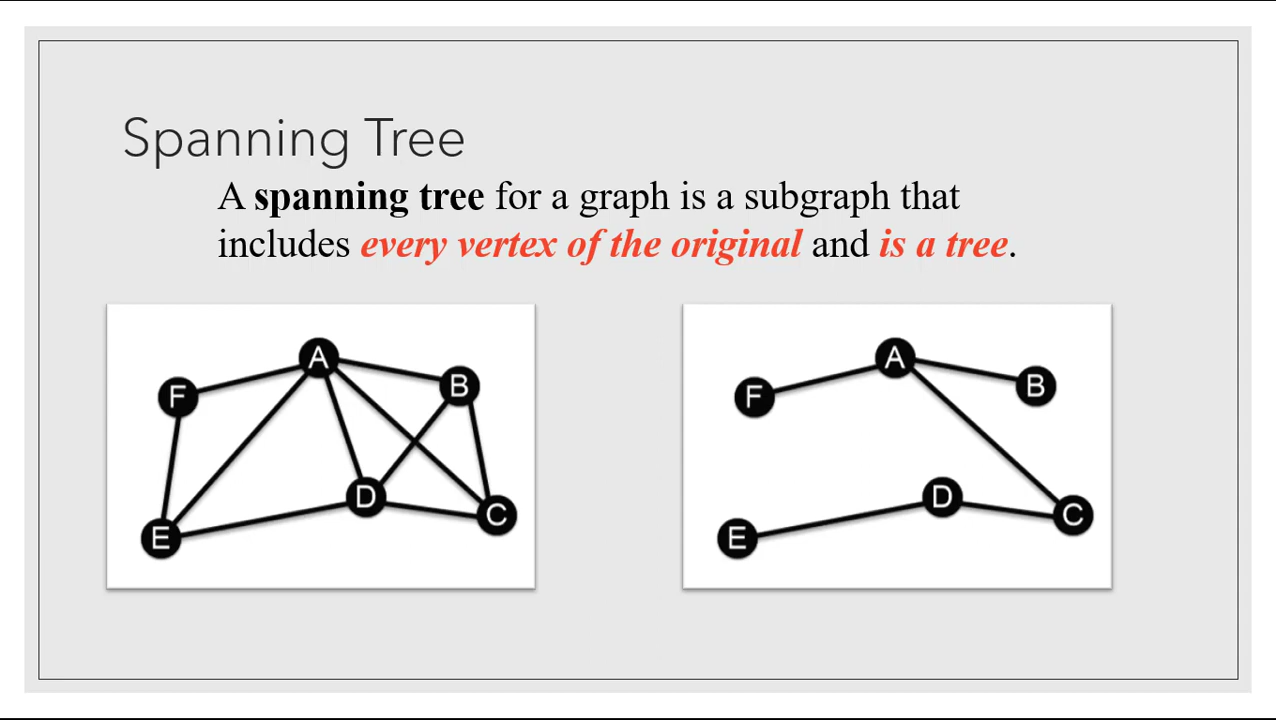 Spanning Tree
A spanning tree for a graph is a subgraph that
includes every vertex of the original and is a tree.
A
B
F
D
C
E
A
B
F
D
C
E